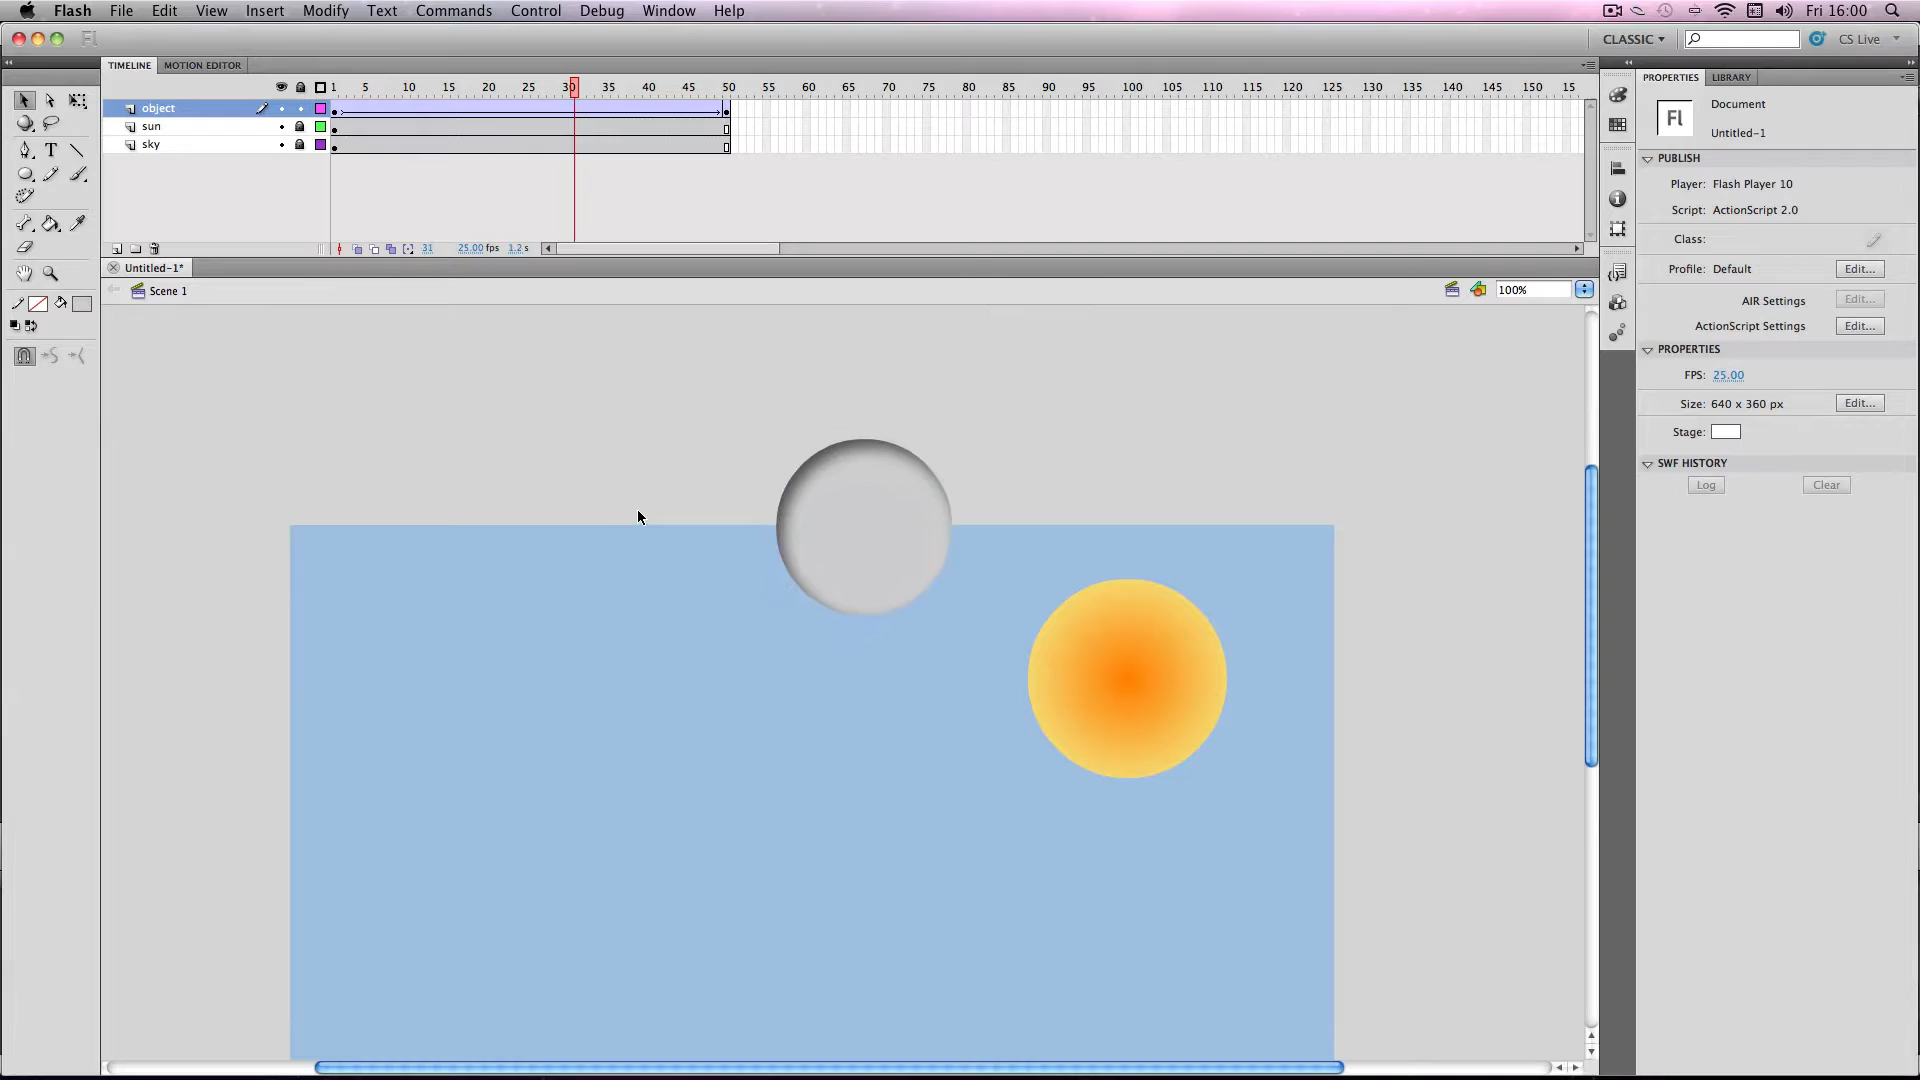 Flash File Edit View Insert Modify Text Commands Control Debug Window Help Fri 16:00
Fl CLASSIC CS Live
TIMELINE MOTION EDITOR
1 5 10 15 20 25 30 35 40 45 50 55 60 65 70 75 80 85 90 95 100 105 110 115 120 125 130 135 140 145 150 15
object
sun
sky
31 25.00 fps 1.2 s
Untitled-1*
Scene 1
100%
PROPERTIES LIBRARY
Fl
Document
Untitled-1
PUBLISH
Player: Flash Player 10
Script: ActionScript 2.0
Class:
Profile: Default Edit...
AIR Settings Edit...
ActionScript Settings Edit...
PROPERTIES
FPS: 25.00
Size: 640 x 360 px Edit...
Stage:
SWF HISTORY
Log Clear